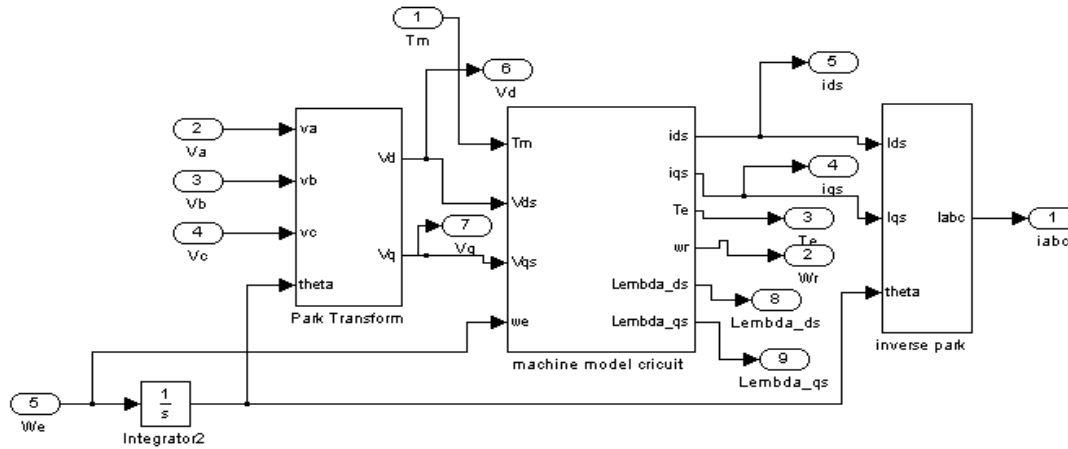 1
Tm
6
Vd
5
ids
2
Va
3
Vb
4
Vc
va
vb
vc
theta
Vd
Vq
Park Transform
7
Vq
Tm
Vds
Vqs
we
ids
iqs
Te
wr
Lembda_ds
Lembda_qs
machine model cricuit
4
iqs
3
Te
2
Wr
8
Lembda_ds
9
Lembda_qs
Ids
Iqs
theta
Iabc
inverse park
1
iabc
5
We
1
s
Integrator2